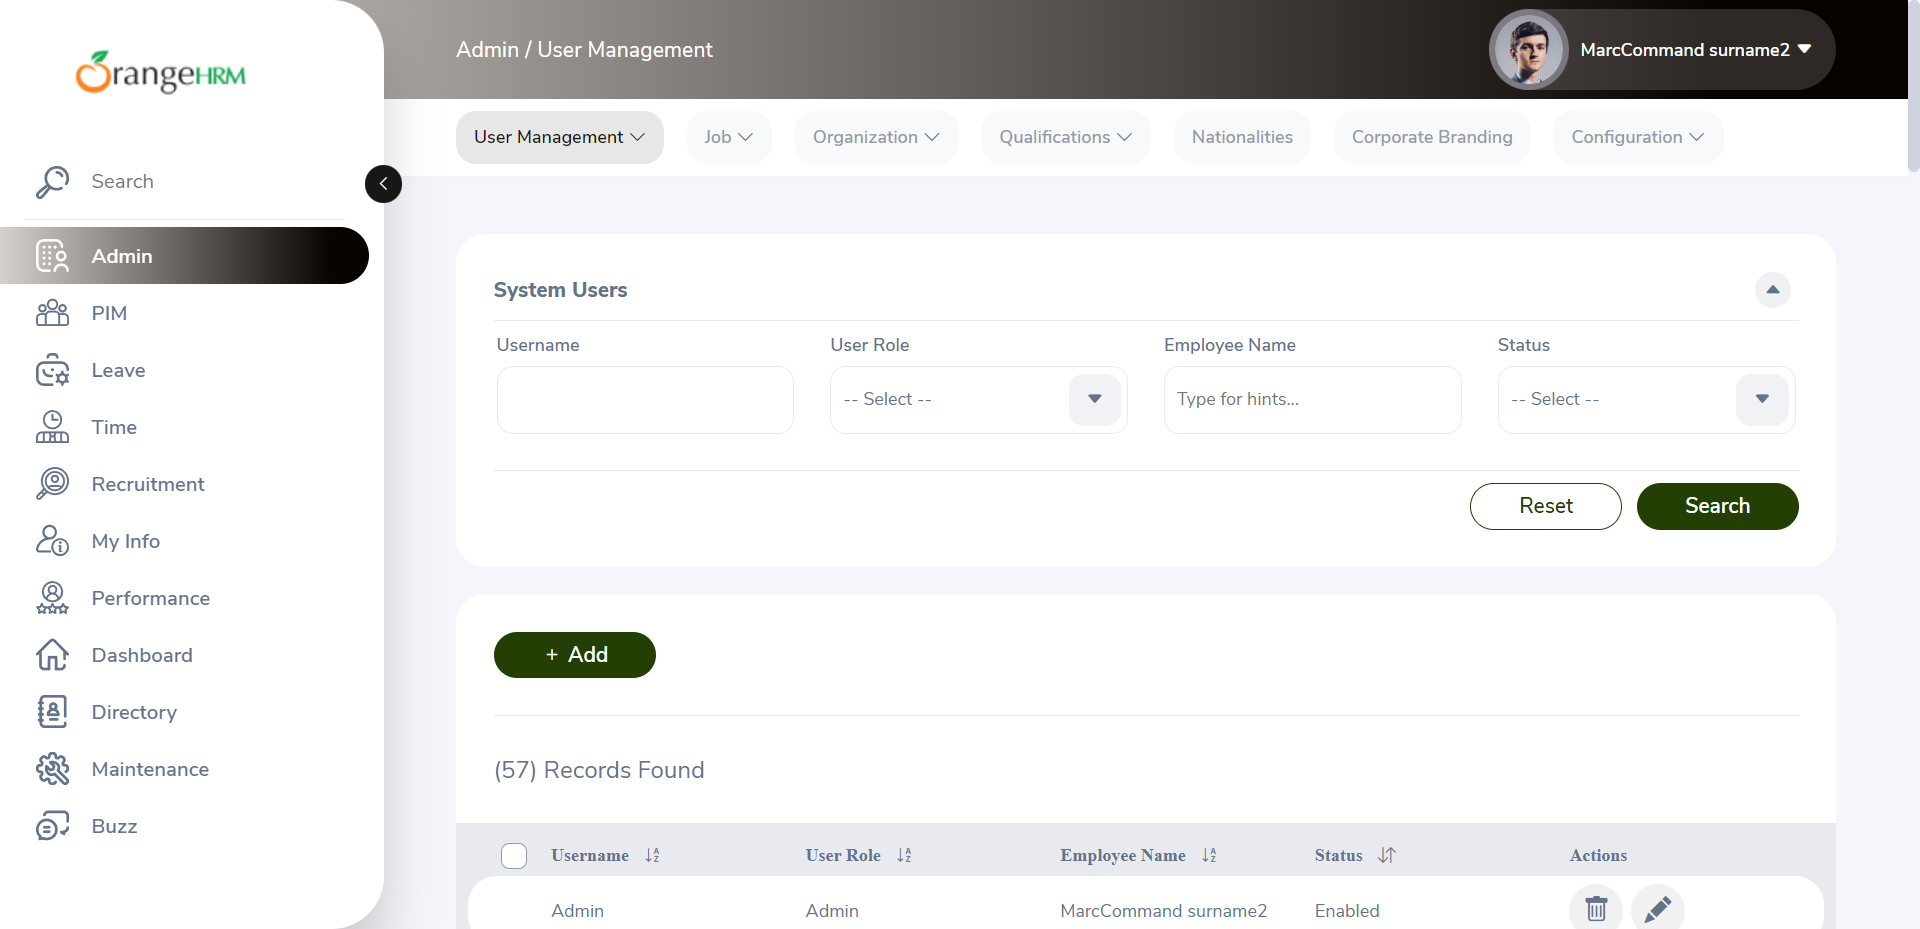 OrangeHRM
Search
Admin
PIM
Leave
Time
Recruitment
My Info
Performance
Dashboard
Directory
Maintenance
Buzz
Admin / User Management
MarcCommand surname2
User Management
Job
Organization
Qualifications
Nationalities
Corporate Branding
Configuration
System Users
Username
User Role
Employee Name
Status
-- Select --
Type for hints...
-- Select --
Reset
Search
+ Add
(57) Records Found
Username
User Role
Employee Name
Status
Actions
Admin
Admin
MarcCommand surname2
Enabled